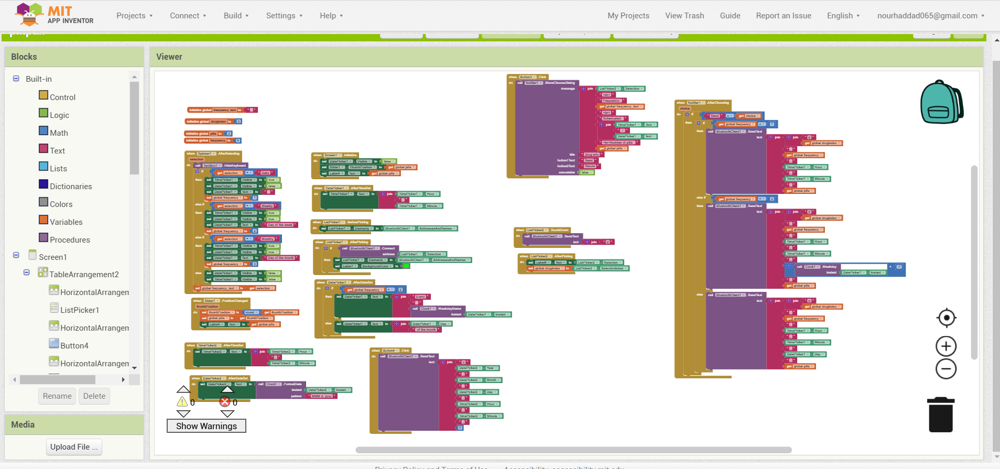 MIT
APP INVENTOR
Projects
Connect
Build
Settings
Help
My Projects
View Trash
Guide
Report an Issue
English
nourhaddad065@gmail.com
Blocks
Viewer
Built-in
Control
Logic
Math
Text
Lists
Dictionaries
Colors
Variables
Procedures
Screen1
TableArrangement2
HorizontalArrangem
ListPicker1
HorizontalArrangem
Button4
HorizontalArrangem
Rename
Delete
Media
Upload File ...
initialize global frequency_text to " "
initialize global drugindex to 0
initialize global pills to 2
initialize global frequency to 0
when Spinner1 .AfterSelecting
selection
do call TextBox1 .HideKeyboard
if get selection = " Daily "
then set TimePicker1 . Visible to true
set DatePicker1 . Visible to false
set DatePicker1 . Text to " "
set global frequency to 1
else if get selection = " Weekly "
then set TimePicker1 . Visible to true
set DatePicker1 . Visible to true
set DatePicker1 . Text to " Day of the week "
set global frequency to 2
else if get selection = " Monthly "
then set TimePicker1 . Visible to true
set DatePicker1 . Visible to true
set DatePicker1 . Text to " Day of the month "
set global frequency to 3
else set DatePicker1 . Visible to false
set TimePicker1 . Visible to false
set global frequency_text to get selection
when Slider1 .PositionChanged
thumbPosition
do set thumbPosition to round get thumbPosition
set global pills to get thumbPosition
set Label4 . Text to get global pills
when TimePicker2 .AfterTimeSet
do set TimePicker2 . Text to join TimePicker2 . Hour
TimePicker2 . Minute
when DatePicker2 .AfterDateSet
do set DatePicker2 . Text to call Clock1 .FormatDate
instant DatePicker2 . Instant
pattern " MMM d, yyyy "
0
0
Show Warnings
when Screen1 .Initialize
do set DatePicker1 . Visible to false
set Slider1 . ThumbPosition to get global pills
set Label4 . Text to get global pills
when TimePicker1 .AfterTimeSet
do set TimePicker1 . Text to join TimePicker1 . Hour
TimePicker1 . Minute
when ListPicker1 .BeforePicking
do set ListPicker1 . Elements to BluetoothClient1 . AddressesAndNames
when ListPicker1 .AfterPicking
do if call BluetoothClient1 .Connect
address ListPicker1 . Selection
then set ListPicker1 . Elements to BluetoothClient1 . AddressesAndNames
set Label7 . BackgroundColor to
when DatePicker1 .AfterDateSet
do if get global frequency = 2
then set DatePicker1 . Text to join " Every "
call Clock1 .WeekdayName
instant DatePicker1 . Instant
else set DatePicker1 . Text to join DatePicker1 . Day
" of the month "
when Button4 .Click
do call BluetoothClient1 .SendText
text join " u "
DatePicker2 . Year
DatePicker2 . Month
DatePicker2 . Day
TimePicker2 . Hour
TimePicker2 . Minute
0
when Button3 .Click
do call Notifier1 .ShowChooseDialog
message join ListPicker2 . Selection
" <br> "
" Frequency: "
get global frequency_text
" <br> "
" Schedueled: "
join TimePicker1 . Text
" / "
DatePicker1 . Text
" <br>Number of pills: "
get global pills
title " Drug info "
button1Text " Send "
button2Text " Return "
cancelable false
when ListPicker2 .TouchDown
do call BluetoothClient1 .SendText
text join
when ListPicker2 .AfterPicking
do set Label6 . Text to ListPicker2 . Selection
set global drugindex to ListPicker2 . SelectionIndex
when Notifier1 .AfterChoosing
choice
do if " Send " = get choice
then if get global frequency = 1
then call BluetoothClient1 .SendText
text join join " d "
get global drugindex
get global frequency
TimePicker1 . Hour
TimePicker1 . Minute
get global pills
else if get global frequency = 2
then call BluetoothClient1 .SendText
text join join " d "
get global drugindex
get global frequency
TimePicker1 . Hour
TimePicker1 . Minute
call Clock1 .Weekday
instant DatePicker1 . Instant
+ -1
get global pills
else call BluetoothClient1 .SendText
text join join " d "
get global drugindex
get global frequency
TimePicker1 . Hour
TimePicker1 . Minute
DatePicker1 . Day
get global pills